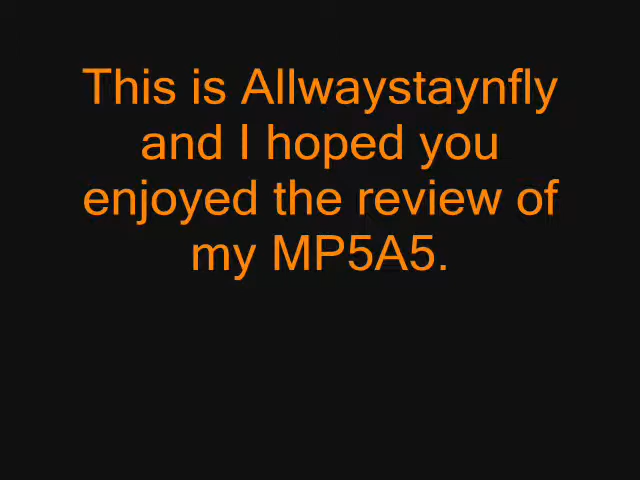 This is Allwaystaynfly
and I hoped you
enjoyed the review of
my MP5A5.